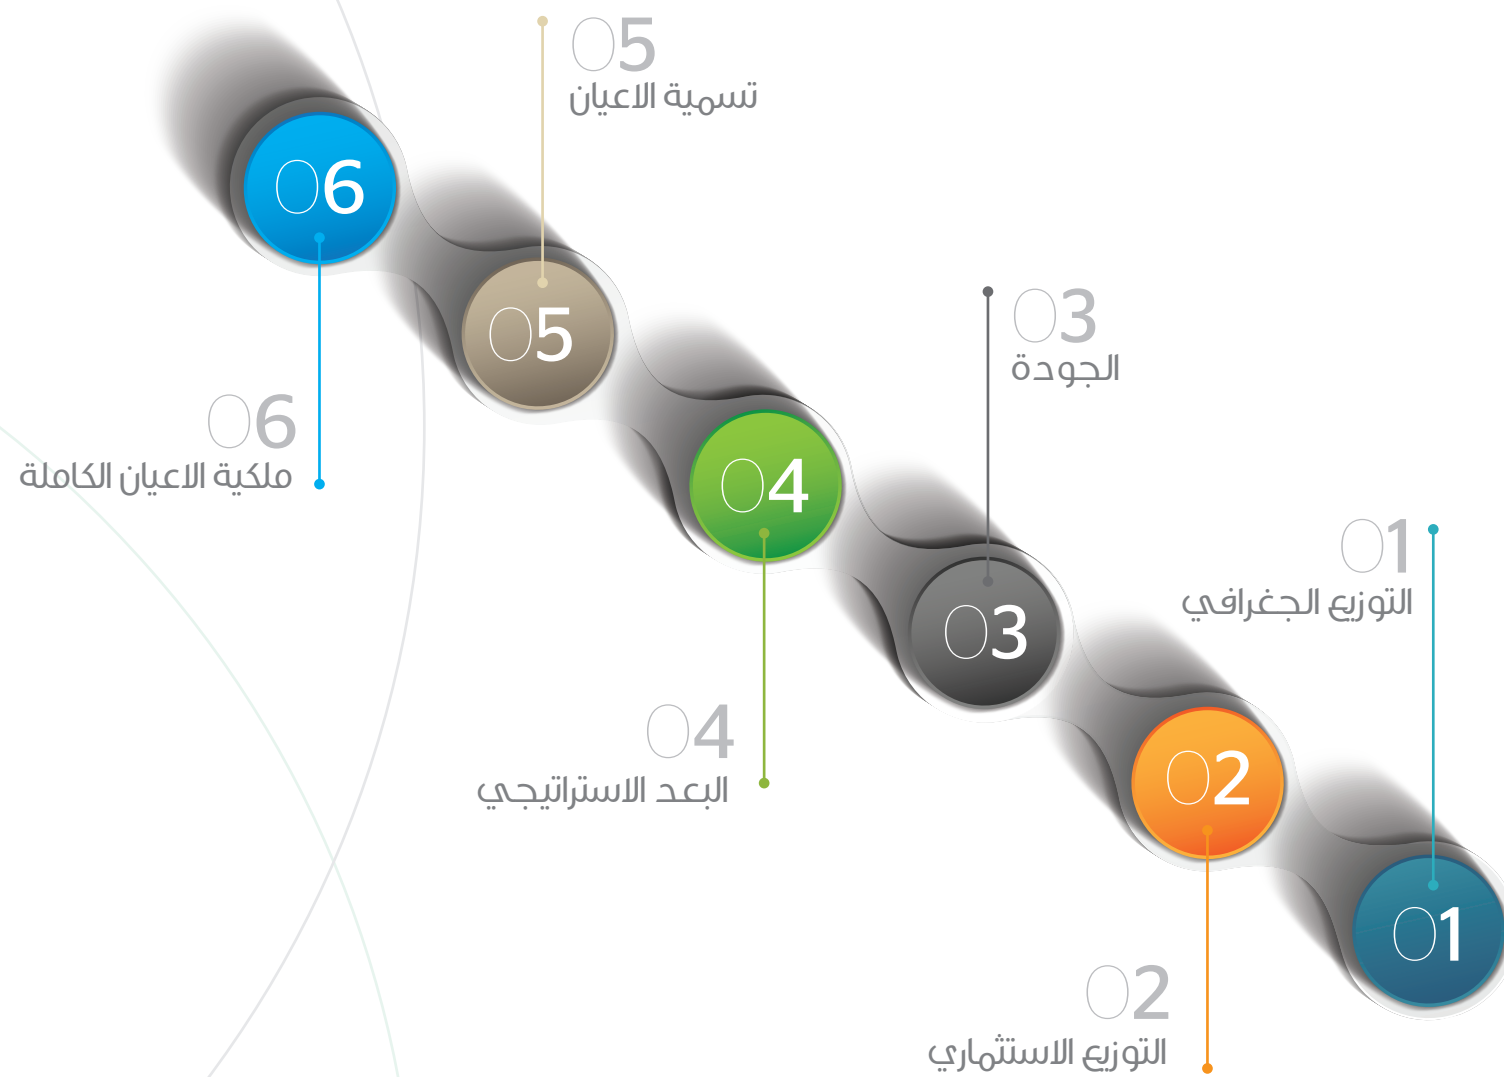 05
تسمية الاعيان
06
05
03
الجودة
06
ملكية الاعيان الكاملة
04
01
التوزيع الجغرافي
03
04
البعد الاستراتيجي
02
01
02
التوزيع الاستثماري